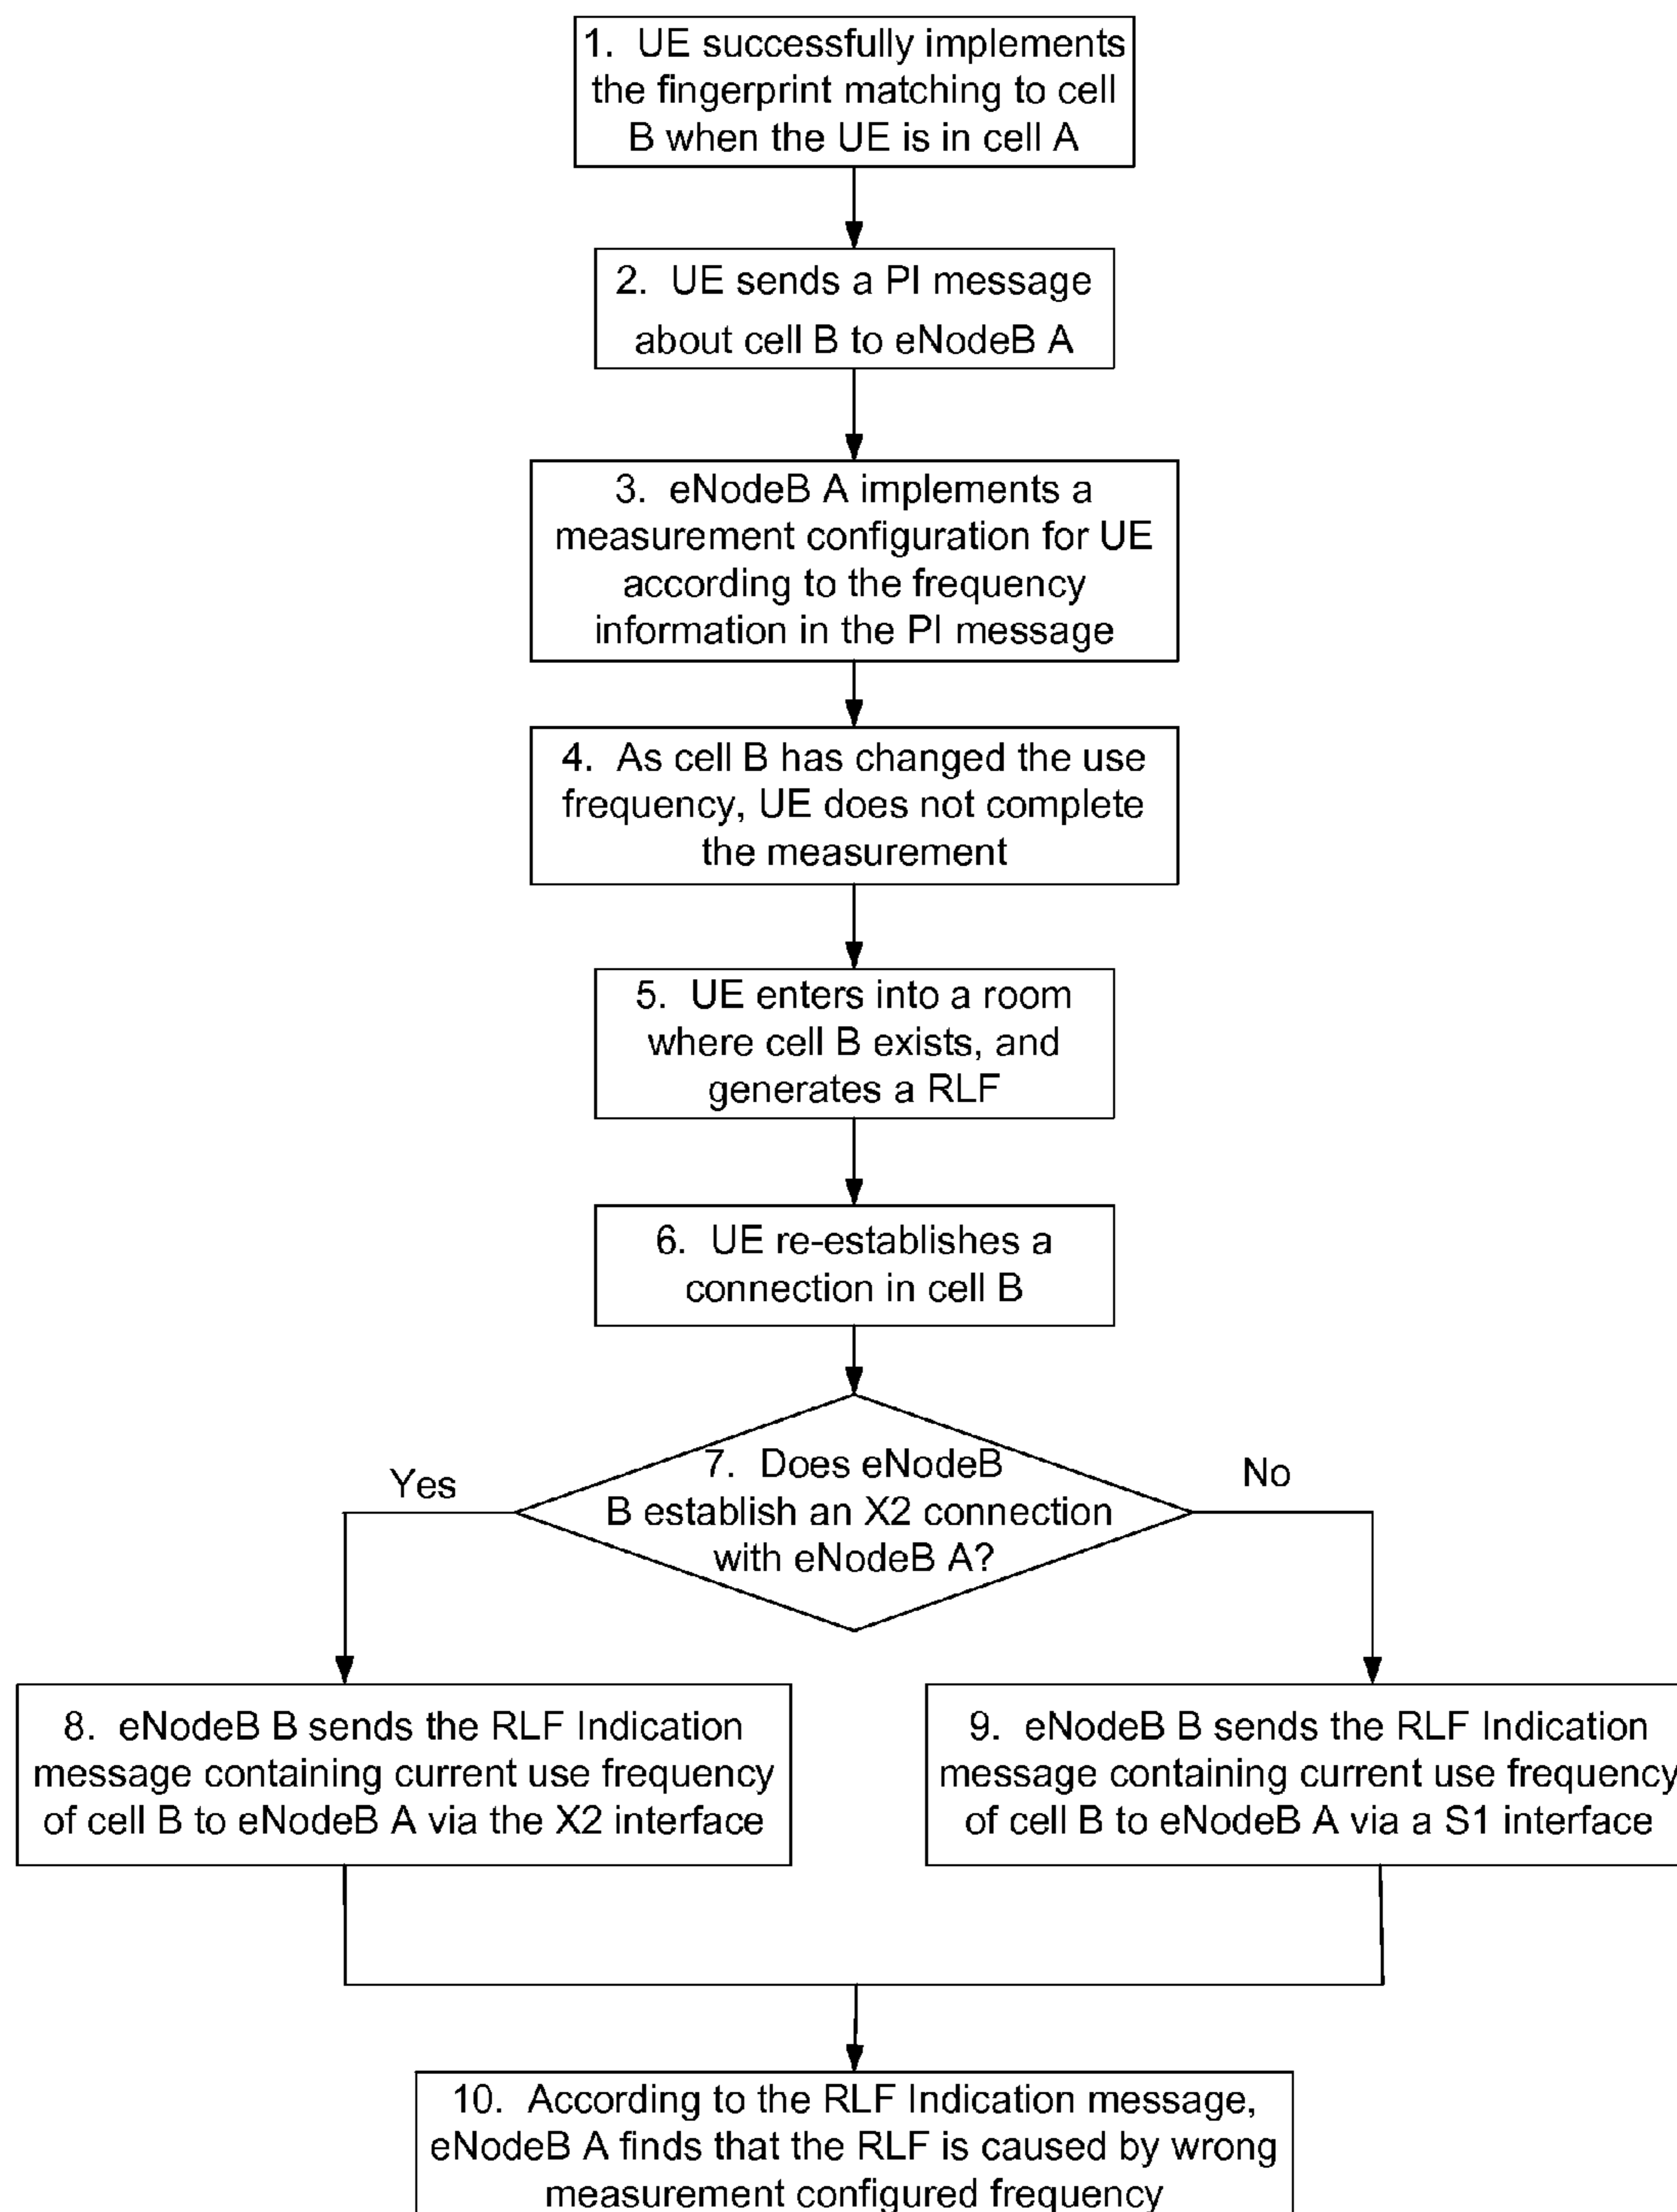 1. UE successfully implements
the fingerprint matching to cell
B when the UE is in cell A
2. UE sends a PI message
about cell B to eNodeB A
3. eNodeB A implements a
measurement configuration for UE
according to the frequency
information in the PI message
4. As cell B has changed the use
frequency, UE does not complete
the measurement
5. UE enters into a room
where cell B exists, and
generates a RLF
6. UE re-establishes a
connection in cell B
7. Does eNodeB
B establish an X2 connection
with eNodeB A?
Yes
No
8. eNodeB B sends the RLF Indication
message containing current use frequency
of cell B to eNodeB A via the X2 interface
9. eNodeB B sends the RLF Indication
message containing current use frequency
of cell B to eNodeB A via a S1 interface
10. According to the RLF Indication message,
eNodeB A finds that the RLF is caused by wrong
measurement configured frequency